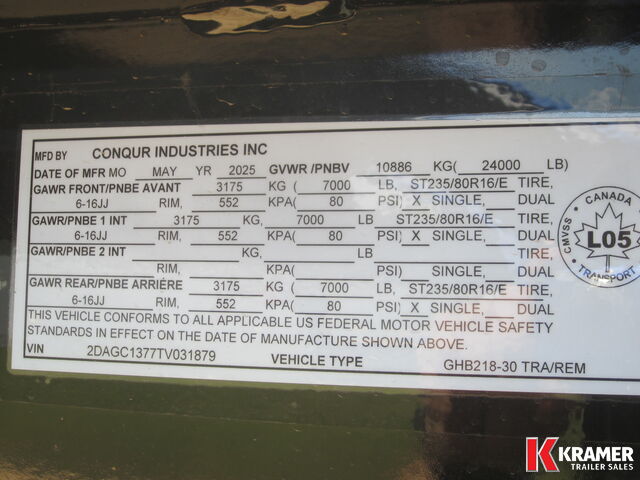 MFD BY CONQUR INDUSTRIES INC
DATE OF MFR MO MAY YR 2025 GVWR /PNBV 10886 KG( 24000 LB)
GAWR FRONT/PNBE AVANT 3175 KG ( 7000 LB, ST235/80R16/E TIRE,
6-16JJ RIM, 552 KPA( 80 PSI) X SINGLE, DUAL
GAWR/PNBE 1 INT 3175 KG, 7000 LB ST235/80R16/E TIRE,
6-16JJ RIM, 552 KPA( 80 PSI) X SINGLE, DUAL
GAWR/PNBE 2 INT KG, LB TIRE,
RIM, KPA( PSI) SINGLE, DUAL
GAWR REAR/PNBE ARRIÉRE 3175 KG ( 7000 LB, ST235/80R16/E TIRE,
6-16JJ RIM, 552 KPA( 80 PSI) X SINGLE, DUAL
THIS VEHICLE CONFORMS TO ALL APPLICABLE US FEDERAL MOTOR VEHICLE SAFETY
STANDARDS IN EFFECT ON THE DATE OF MANUFACTURE SHOWN ABOVE.
VIN 2DAGC1377TV031879 VEHICLE TYPE GHB218-30 TRA/REM
CANADA
CMVSS
L05
TRANSPORT
KRAMER
TRAILER SALES